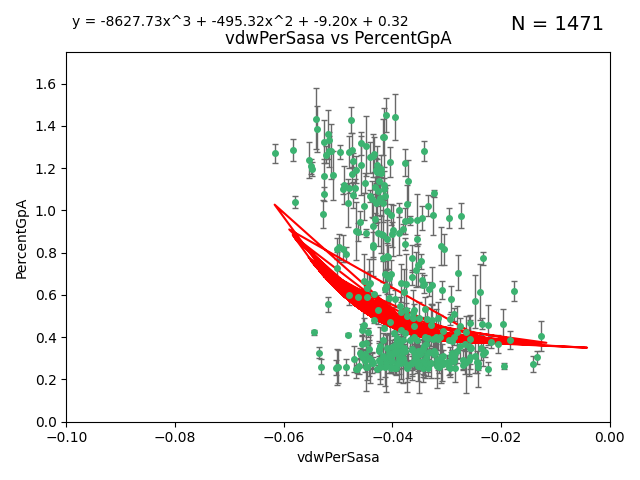 y = -8627.73x^3 + -495.32x^2 + -9.20x + 0.32
N = 1471
vdwPerSasa vs PercentGpA
PercentGpA
1.6
1.4
1.2
1.0
0.8
0.6
0.4
0.2
0.0
−0.10 −0.08 −0.06 −0.04 −0.02 0.00
vdwPerSasa